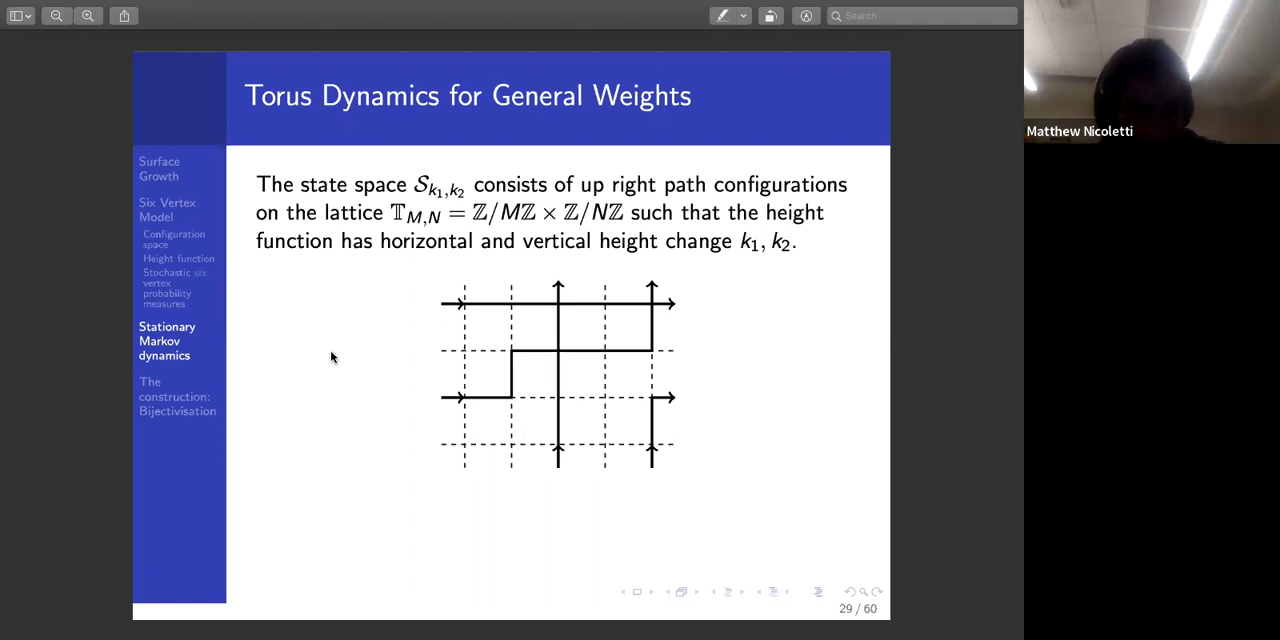 Search
Torus Dynamics for General Weights
Surface
Growth
Six Vertex
Model
Configuration
space
Height function
Stochastic six
vertex
probability
measures
Stationary
Markov
dynamics
The
construction:
Bijectivisation
The state space 𝒮ₖ₁,ₖ₂ consists of up right path configurations
on the lattice 𝕋_{M,N} = ℤ/Mℤ × ℤ/Nℤ such that the height
function has horizontal and vertical height change k₁, k₂.
29 / 60
Matthew Nicoletti